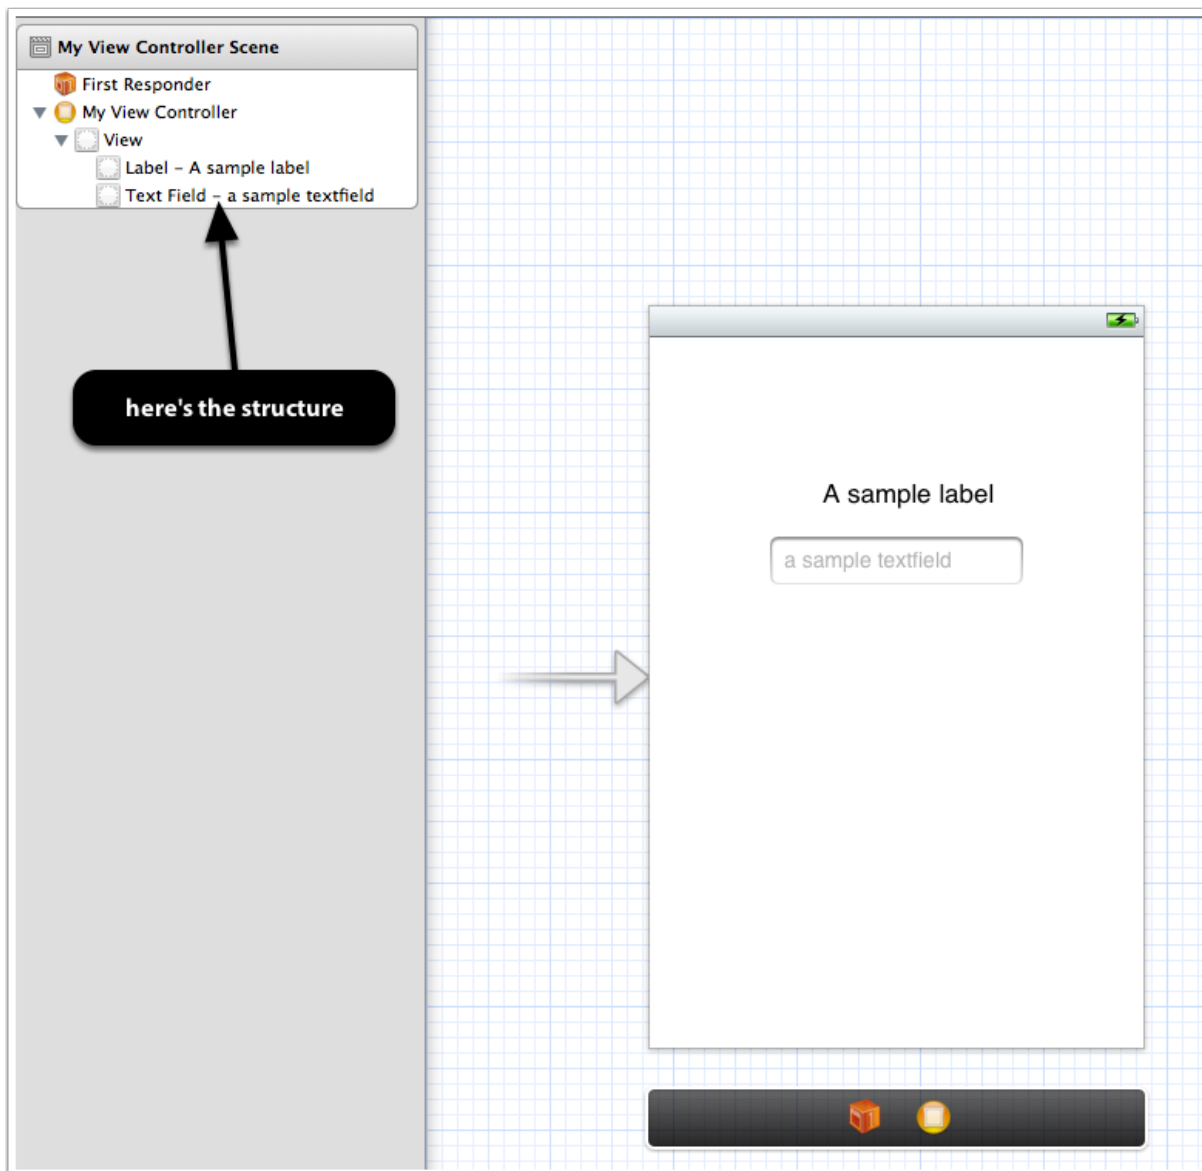 My View Controller Scene
First Responder
My View Controller
View
Label – A sample label
Text Field – a sample textfield
here's the structure
A sample label
a sample textfield